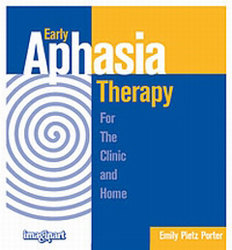 Early
Aphasia
Therapy
For
The
Clinic
and
Home
imaginart
Emily Pietz Porter